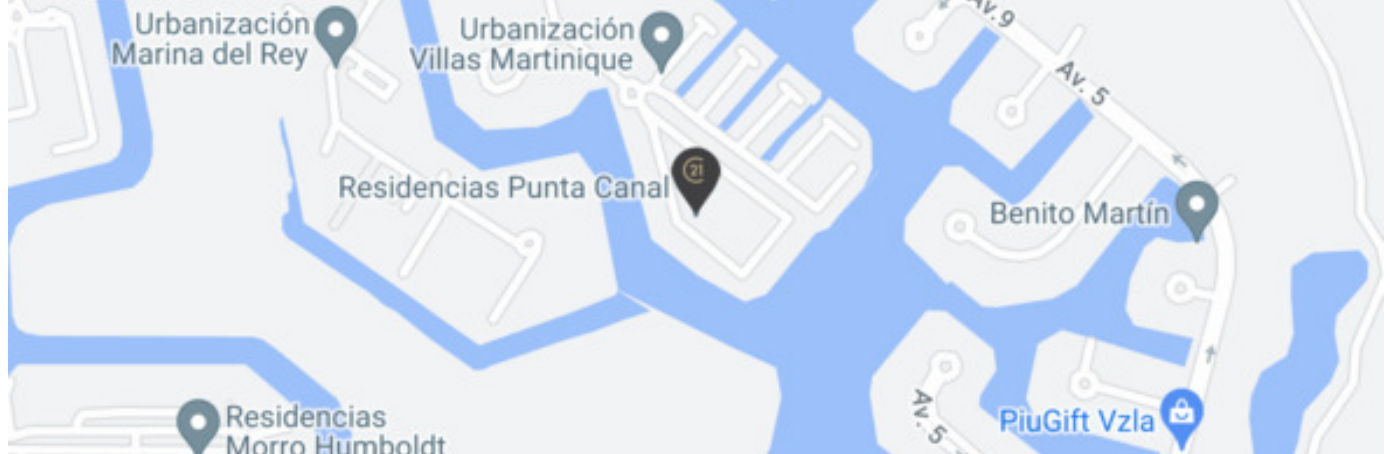 Urbanización
Marina del Rey
Urbanización
Villas Martinique
Av.9
Av. 5
21
Residencias Punta Canal
Benito Martín
Residencias
Morro Humboldt
Av. 5
PiuGift Vzla